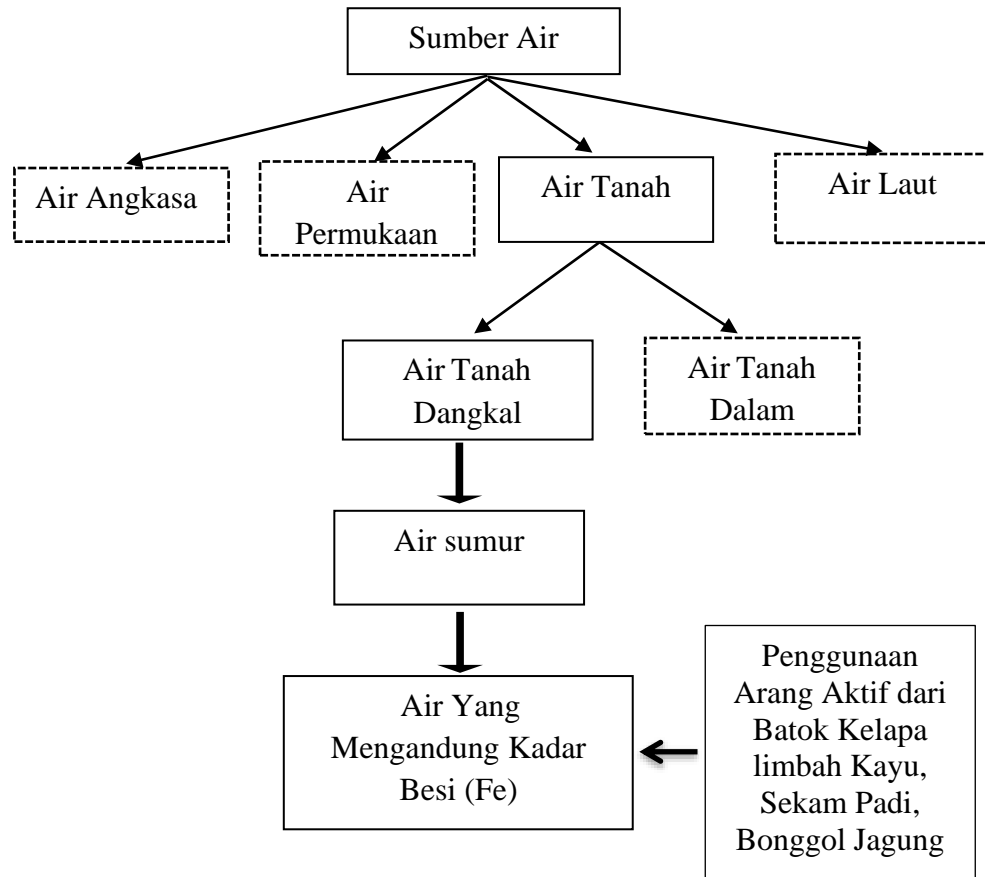 Sumber Air
Air Angkasa
Air
Permukaan
Air Tanah
Air Laut
Air Tanah
Dangkal
Air Tanah
Dalam
Air sumur
Air Yang
Mengandung Kadar
Besi (Fe)
Penggunaan
Arang Aktif dari
Batok Kelapa
limbah Kayu,
Sekam Padi,
Bonggol Jagung